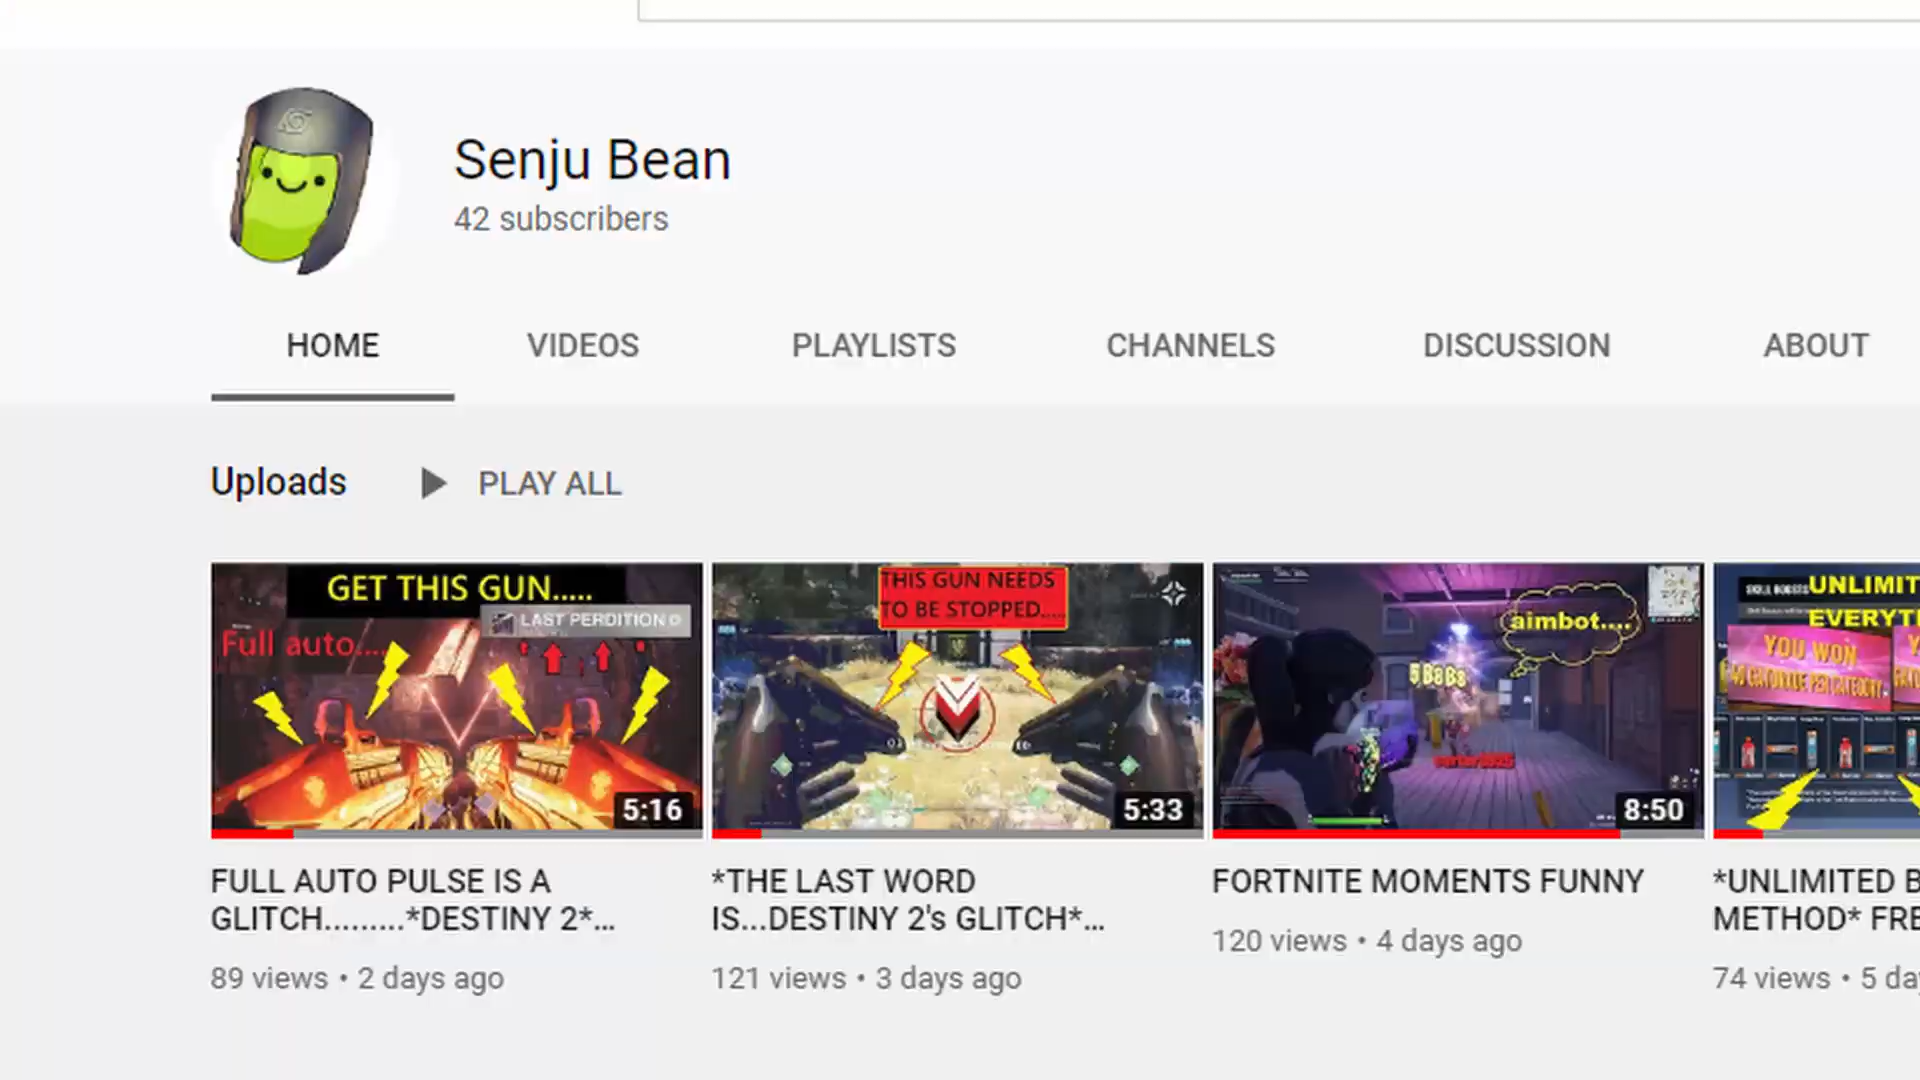 Senju Bean
42 subscribers
HOME VIDEOS PLAYLISTS CHANNELS DISCUSSION ABOUT
Uploads PLAY ALL
GET THIS GUN.....
LAST PERDITION
Full auto....
5:16
THIS GUN NEEDS
TO BE STOPPED....
5:33
aimbot....
8:50
UNLIMIT
EVERYT
YOU WON
FULL AUTO PULSE IS A
GLITCH.........*DESTINY 2*...
89 views • 2 days ago
*THE LAST WORD
IS...DESTINY 2's GLITCH*...
121 views • 3 days ago
FORTNITE MOMENTS FUNNY
120 views • 4 days ago
*UNLIMITED B
METHOD* FRE
74 views • 5 da